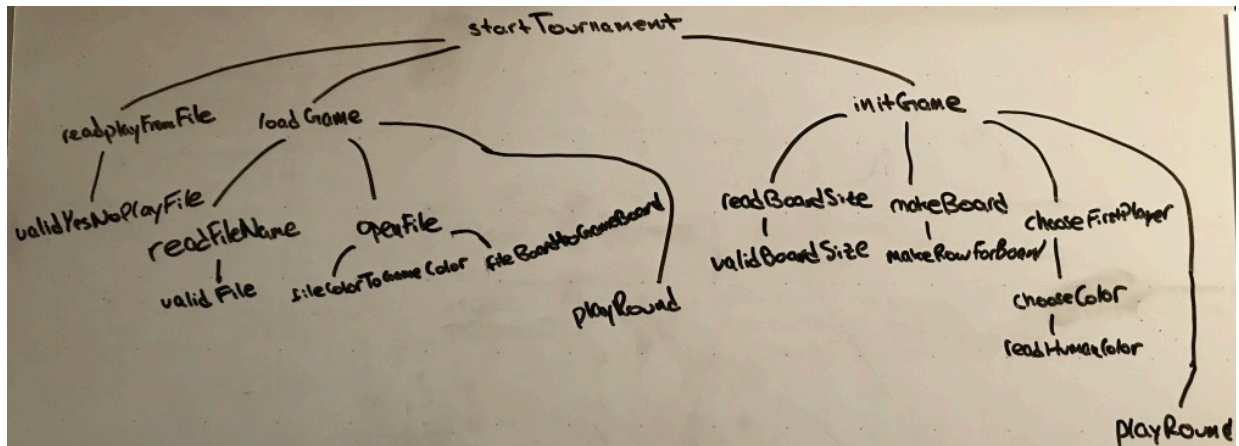 startTournament
readplayFromFile
loadGame
initGame
validYesNoPlayFile
readFileName
openFile
fileBoardtoGameBoard
readBoardSize
makeBoard
chooseFirstPlayer
validFile
fileColorToGameColor
playRound
validBoardSize
makeRowForBoard
chooseColor
readHumanColor
playRound